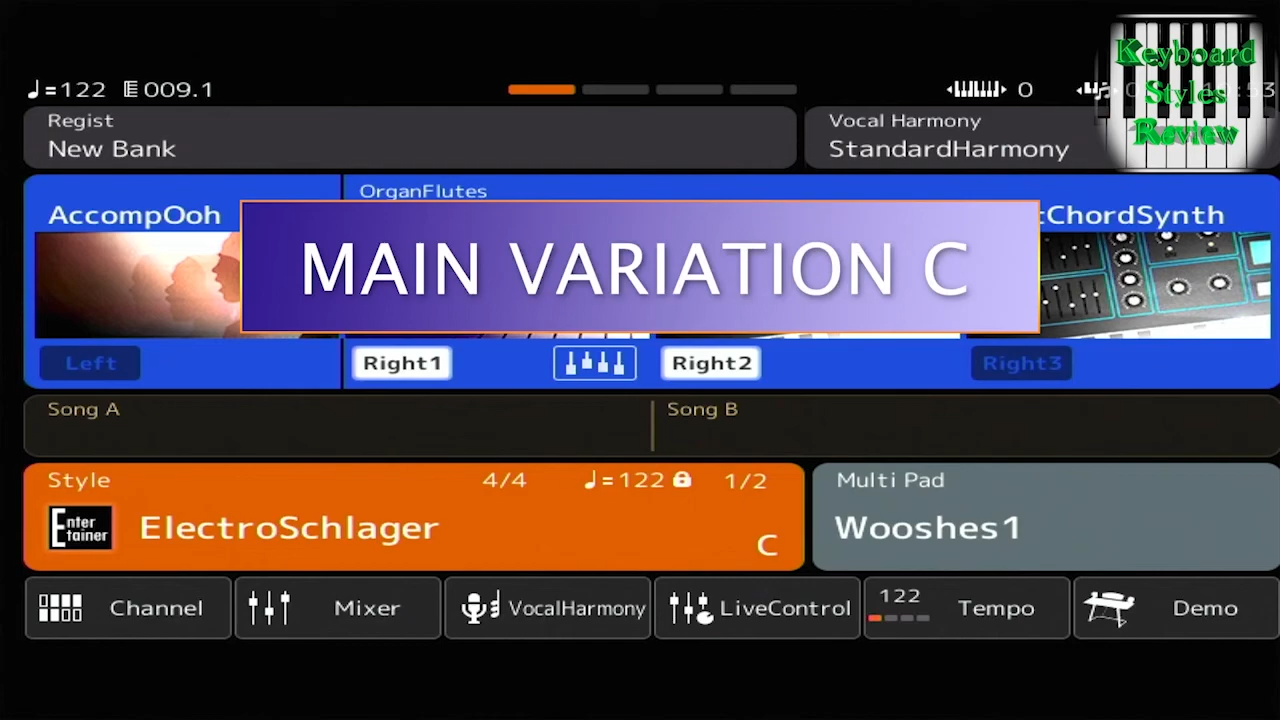 ♩=122 009.1 0
Keyboard
Styles
Review
Regist
New Bank
Vocal Harmony
StandardHarmony
AccompOoh
OrganFlutes
ChordSynth
MAIN VARIATION C
Left
Right1
Right2
Right3
Song A
Song B
Style 4/4 ♩=122 1/2
Enter
tainer
ElectroSchlager
C
Multi Pad
Wooshes1
Channel
Mixer
VocalHarmony
LiveControl
122
Tempo
Demo